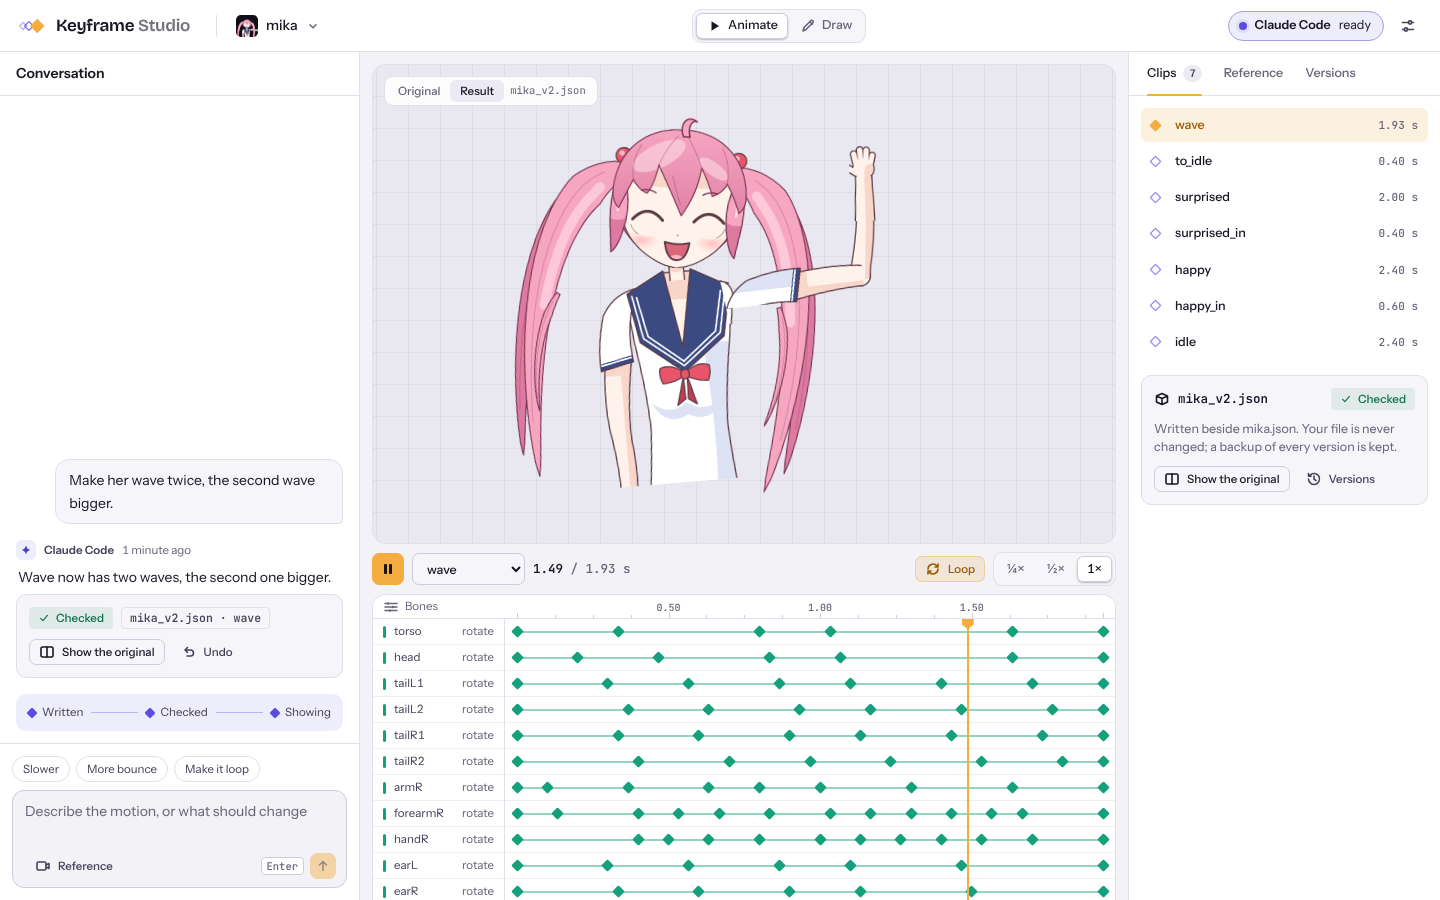 Keyframe Studio
mika
Animate
Draw
Claude Code ready
Conversation
Make her wave twice, the second wave
bigger.
Claude Code 1 minute ago
Wave now has two waves, the second one bigger.
Checked
mika_v2.json · wave
Show the original
Undo
Written
Checked
Showing
Slower
More bounce
Make it loop
Describe the motion, or what should change
Reference
Enter
Original
Result
mika_v2.json
wave
1.49 / 1.93 s
Loop
¼×
½×
1×
Bones
0.50
1.00
1.50
torso rotate
head rotate
tailL1 rotate
tailL2 rotate
tailR1 rotate
tailR2 rotate
armR rotate
forearmR rotate
handR rotate
earL rotate
earR rotate
Clips 7
Reference
Versions
wave 1.93 s
to_idle 0.40 s
surprised 2.00 s
surprised_in 0.40 s
happy 2.40 s
happy_in 0.60 s
idle 2.40 s
mika_v2.json
Checked
Written beside mika.json. Your file is never
changed; a backup of every version is kept.
Show the original
Versions